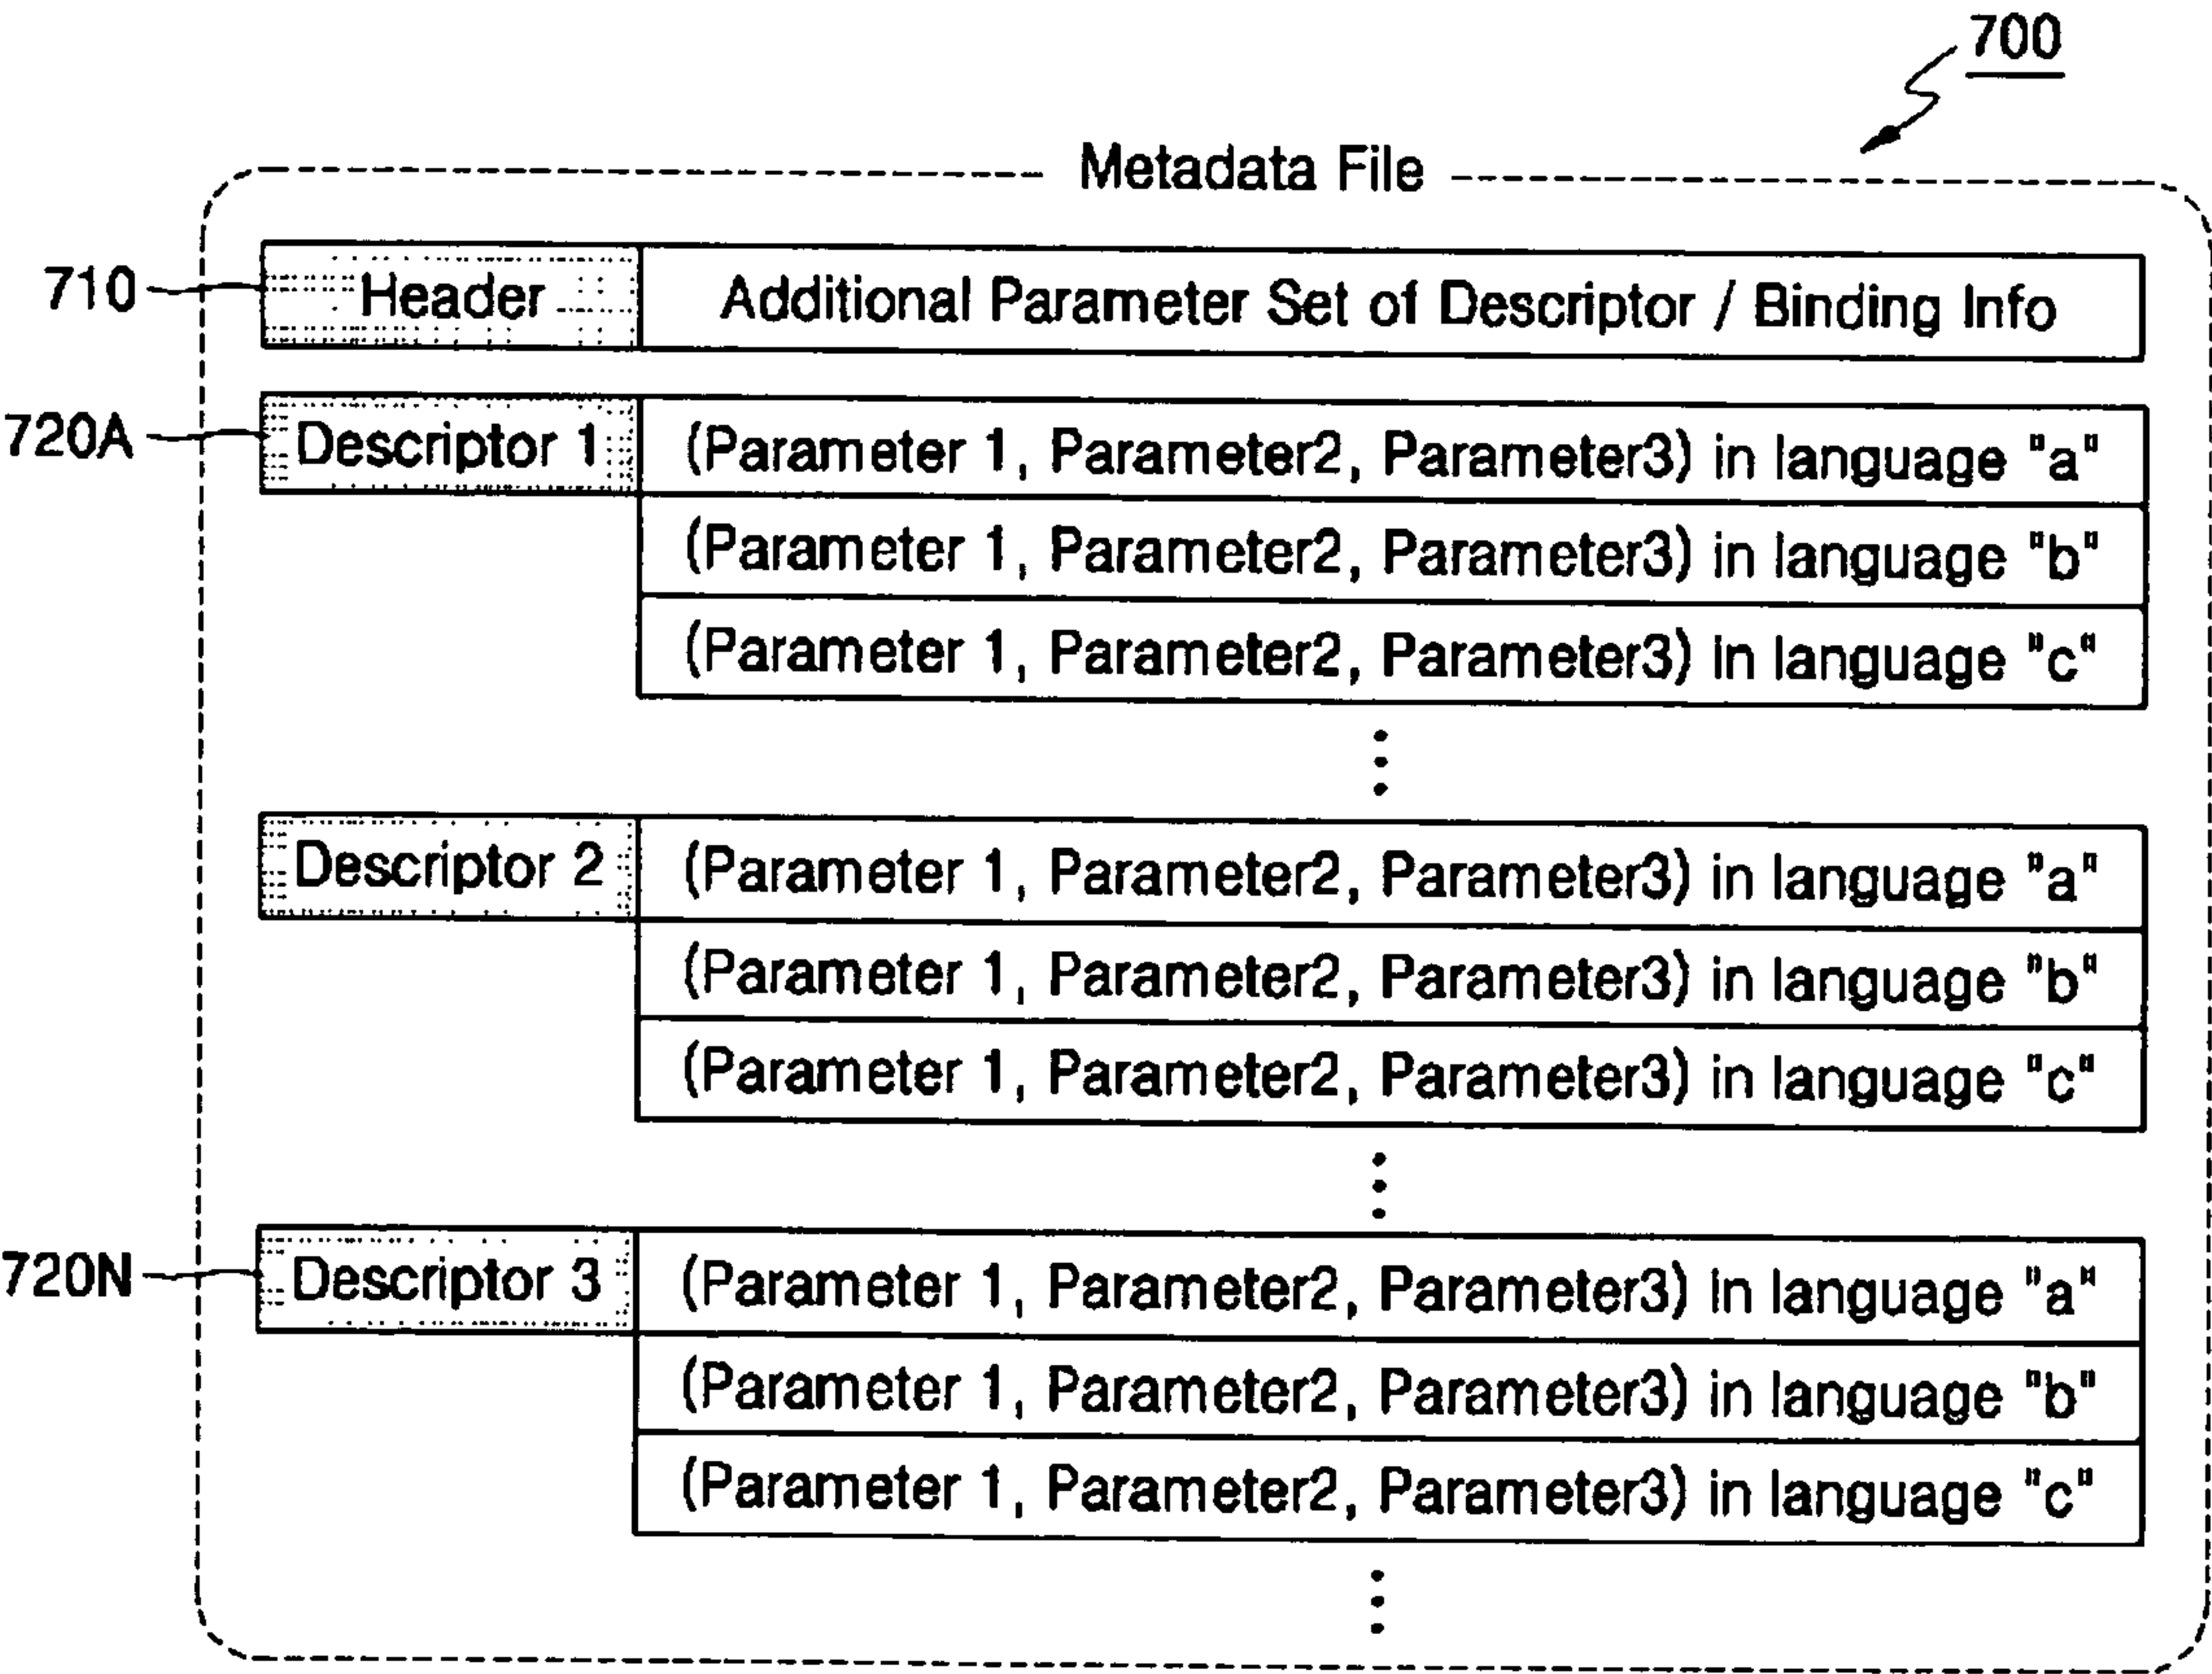 700
Metadata File
710 Header Additional Parameter Set of Descriptor / Binding Info
720A Descriptor 1 (Parameter 1, Parameter2, Parameter3) in language "a"
(Parameter 1, Parameter2, Parameter3) in language "b"
(Parameter 1, Parameter2, Parameter3) in language "c"
Descriptor 2 (Parameter 1, Parameter2, Parameter3) in language "a"
(Parameter 1, Parameter2, Parameter3) in language "b"
(Parameter 1, Parameter2, Parameter3) in language "c"
720N Descriptor 3 (Parameter 1, Parameter2, Parameter3) in language "a"
(Parameter 1, Parameter2, Parameter3) in language "b"
(Parameter 1, Parameter2, Parameter3) in language "c"